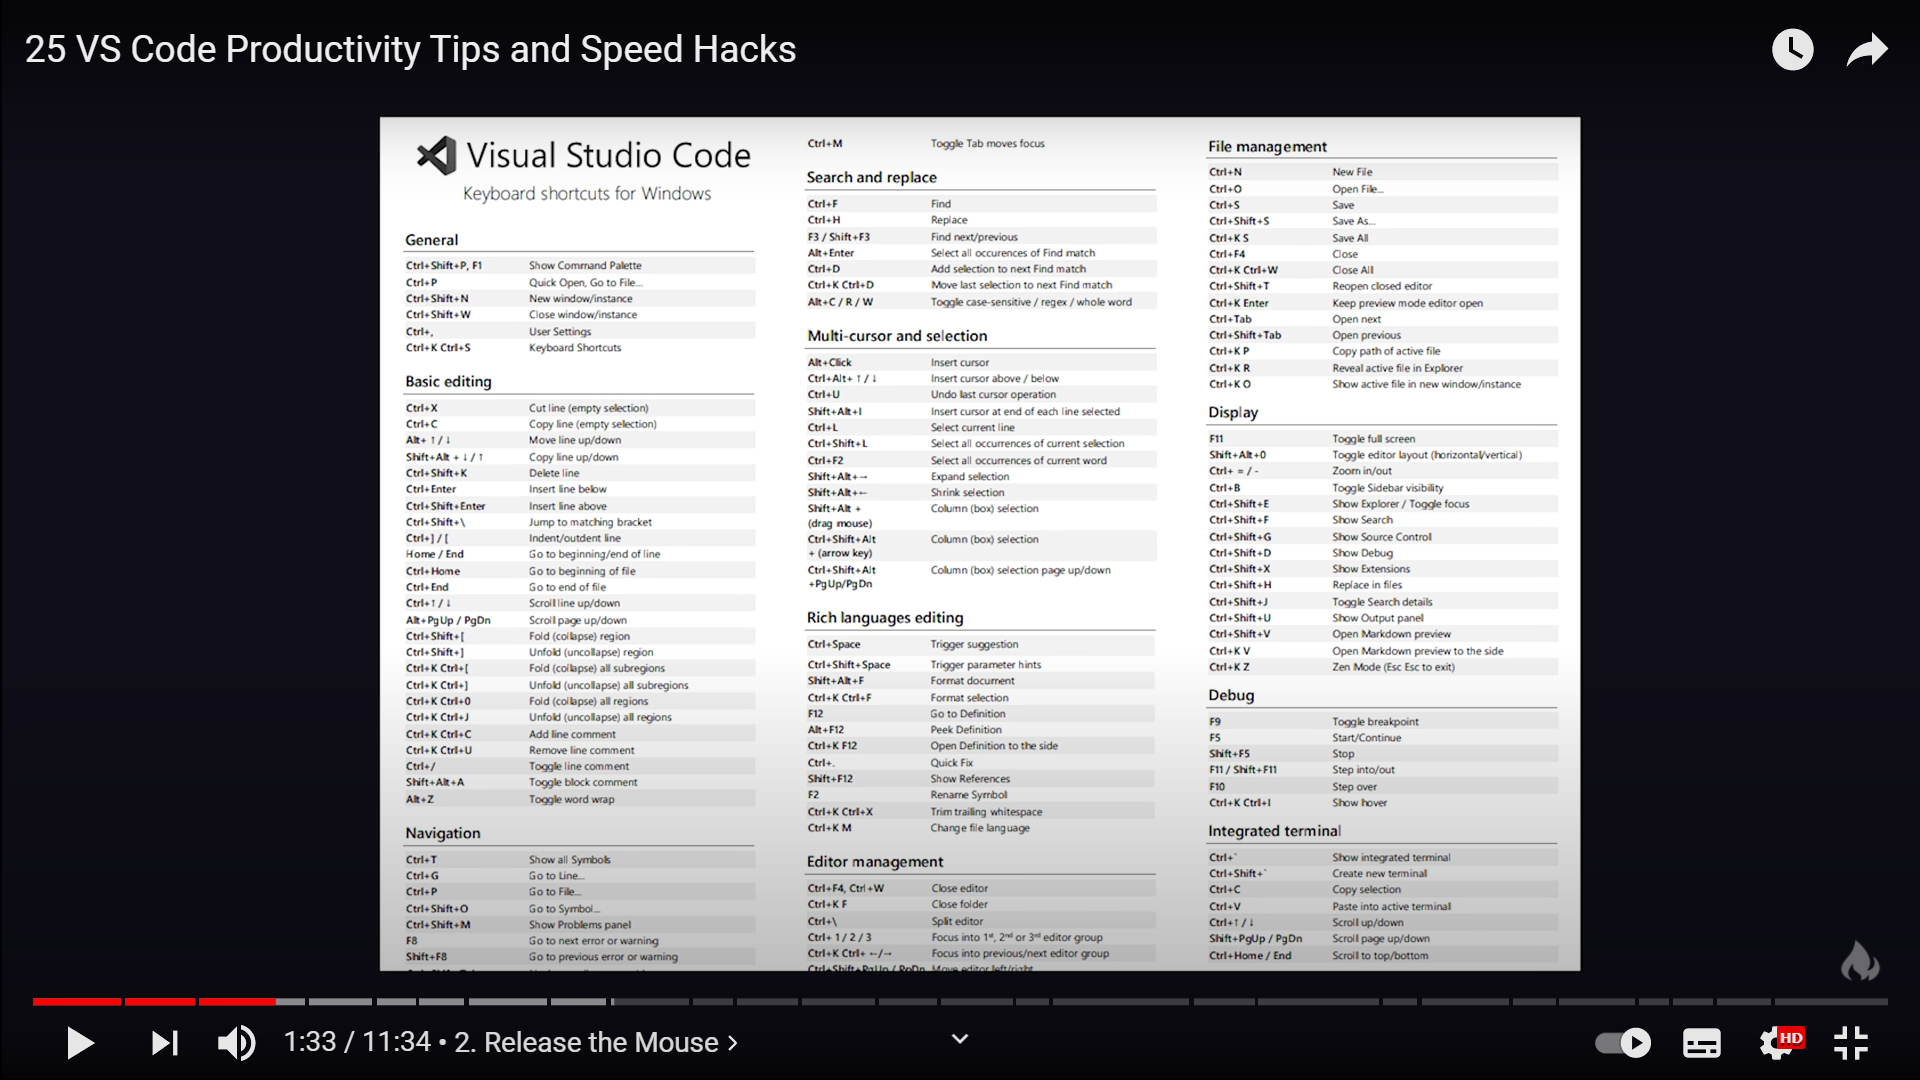 25 VS Code Productivity Tips and Speed Hacks
Visual Studio Code
Keyboard shortcuts for Windows
General
Ctrl+Shift+P, F1 Show Command Palette
Ctrl+P Quick Open, Go to File...
Ctrl+Shift+N New window/instance
Ctrl+Shift+W Close window/instance
Ctrl+, User Settings
Ctrl+K Ctrl+S Keyboard Shortcuts
Basic editing
Ctrl+X Cut line (empty selection)
Ctrl+C Copy line (empty selection)
Alt+ ↑ / ↓ Move line up/down
Shift+Alt + ↓ / ↑ Copy line up/down
Ctrl+Shift+K Delete line
Ctrl+Enter Insert line below
Ctrl+Shift+Enter Insert line above
Ctrl+Shift+\ Jump to matching bracket
Ctrl+] / [ Indent/outdent line
Home / End Go to beginning/end of line
Ctrl+Home Go to beginning of file
Ctrl+End Go to end of file
Ctrl+↑ / ↓ Scroll line up/down
Alt+PgUp / PgDn Scroll page up/down
Ctrl+Shift+[ Fold (collapse) region
Ctrl+Shift+] Unfold (uncollapse) region
Ctrl+K Ctrl+[ Fold (collapse) all subregions
Ctrl+K Ctrl+] Unfold (uncollapse) all subregions
Ctrl+K Ctrl+0 Fold (collapse) all regions
Ctrl+K Ctrl+J Unfold (uncollapse) all regions
Ctrl+K Ctrl+C Add line comment
Ctrl+K Ctrl+U Remove line comment
Ctrl+/ Toggle line comment
Shift+Alt+A Toggle block comment
Alt+Z Toggle word wrap
Navigation
Ctrl+T Show all Symbols
Ctrl+G Go to Line...
Ctrl+P Go to File...
Ctrl+Shift+O Go to Symbol...
Ctrl+Shift+M Show Problems panel
F8 Go to next error or warning
Shift+F8 Go to previous error or warning
Ctrl+M Toggle Tab moves focus
Search and replace
Ctrl+F Find
Ctrl+H Replace
F3 / Shift+F3 Find next/previous
Alt+Enter Select all occurences of Find match
Ctrl+D Add selection to next Find match
Ctrl+K Ctrl+D Move last selection to next Find match
Alt+C / R / W Toggle case-sensitive / regex / whole word
Multi-cursor and selection
Alt+Click Insert cursor
Ctrl+Alt+ ↑ / ↓ Insert cursor above / below
Ctrl+U Undo last cursor operation
Shift+Alt+I Insert cursor at end of each line selected
Ctrl+L Select current line
Ctrl+Shift+L Select all occurrences of current selection
Ctrl+F2 Select all occurrences of current word
Shift+Alt+→ Expand selection
Shift+Alt+← Shrink selection
Shift+Alt + Column (box) selection
(drag mouse)
Ctrl+Shift+Alt Column (box) selection
+ (arrow key)
Ctrl+Shift+Alt Column (box) selection page up/down
+PgUp/PgDn
Rich languages editing
Ctrl+Space Trigger suggestion
Ctrl+Shift+Space Trigger parameter hints
Shift+Alt+F Format document
Ctrl+K Ctrl+F Format selection
F12 Go to Definition
Alt+F12 Peek Definition
Ctrl+K F12 Open Definition to the side
Ctrl+. Quick Fix
Shift+F12 Show References
F2 Rename Symbol
Ctrl+K Ctrl+X Trim trailing whitespace
Ctrl+K M Change file language
Editor management
Ctrl+F4, Ctrl+W Close editor
Ctrl+K F Close folder
Ctrl+\ Split editor
Ctrl+ 1 / 2 / 3 Focus into 1st, 2nd or 3rd editor group
Ctrl+K Ctrl+ ←/→ Focus into previous/next editor group
Ctrl+Shift+PgUp / PgDn Move editor left/right
File management
Ctrl+N New File
Ctrl+O Open File...
Ctrl+S Save
Ctrl+Shift+S Save As...
Ctrl+K S Save All
Ctrl+F4 Close
Ctrl+K Ctrl+W Close All
Ctrl+Shift+T Reopen closed editor
Ctrl+K Enter Keep preview mode editor open
Ctrl+Tab Open next
Ctrl+Shift+Tab Open previous
Ctrl+K P Copy path of active file
Ctrl+K R Reveal active file in Explorer
Ctrl+K O Show active file in new window/instance
Display
F11 Toggle full screen
Shift+Alt+0 Toggle editor layout (horizontal/vertical)
Ctrl+ = / - Zoom in/out
Ctrl+B Toggle Sidebar visibility
Ctrl+Shift+E Show Explorer / Toggle focus
Ctrl+Shift+F Show Search
Ctrl+Shift+G Show Source Control
Ctrl+Shift+D Show Debug
Ctrl+Shift+X Show Extensions
Ctrl+Shift+H Replace in files
Ctrl+Shift+J Toggle Search details
Ctrl+Shift+U Show Output panel
Ctrl+Shift+V Open Markdown preview
Ctrl+K V Open Markdown preview to the side
Ctrl+K Z Zen Mode (Esc Esc to exit)
Debug
F9 Toggle breakpoint
F5 Start/Continue
Shift+F5 Stop
F11 / Shift+F11 Step into/out
F10 Step over
Ctrl+K Ctrl+I Show hover
Integrated terminal
Ctrl+` Show integrated terminal
Ctrl+Shift+` Create new terminal
Ctrl+C Copy selection
Ctrl+V Paste into active terminal
Ctrl+↑ / ↓ Scroll up/down
Shift+PgUp / PgDn Scroll page up/down
Ctrl+Home / End Scroll to top/bottom
1:33 / 11:34 • 2. Release the Mouse
HD